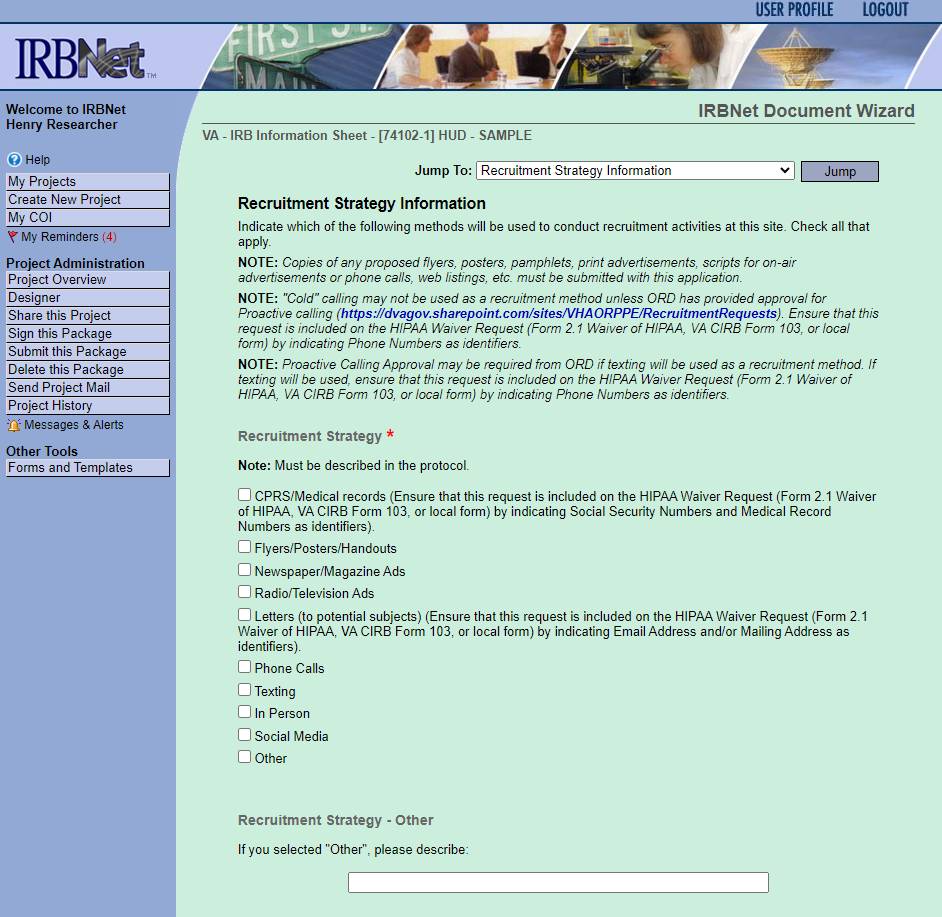 USER PROFILE LOGOUT
IRBNet™
FIRST ST.
MAIN
Welcome to IRBNet
Henry Researcher
? Help
My Projects
Create New Project
My COI
My Reminders (4)
Project Administration
Project Overview
Designer
Share this Project
Sign this Package
Submit this Package
Delete this Package
Send Project Mail
Project History
Messages & Alerts
Other Tools
Forms and Templates
IRBNet Document Wizard
VA - IRB Information Sheet - [74102-1] HUD - SAMPLE
Jump To: Recruitment Strategy Information Jump
Recruitment Strategy Information
Indicate which of the following methods will be used to conduct recruitment activities at this site. Check all that
apply.
NOTE: Copies of any proposed flyers, posters, pamphlets, print advertisements, scripts for on-air
advertisements or phone calls, web listings, etc. must be submitted with this application.
NOTE: "Cold" calling may not be used as a recruitment method unless ORD has provided approval for
Proactive calling (https://dvagov.sharepoint.com/sites/VHAORPPE/RecruitmentRequests). Ensure that this
request is included on the HIPAA Waiver Request (Form 2.1 Waiver of HIPAA, VA CIRB Form 103, or local
form) by indicating Phone Numbers as identifiers.
NOTE: Proactive Calling Approval may be required from ORD if texting will be used as a recruitment method. If
texting will be used, ensure that this request is included on the HIPAA Waiver Request (Form 2.1 Waiver of
HIPAA, VA CIRB Form 103, or local form) by indicating Phone Numbers as identifiers.
Recruitment Strategy *
Note: Must be described in the protocol.
CPRS/Medical records (Ensure that this request is included on the HIPAA Waiver Request (Form 2.1 Waiver
of HIPAA, VA CIRB Form 103, or local form) by indicating Social Security Numbers and Medical Record
Numbers as identifiers).
Flyers/Posters/Handouts
Newspaper/Magazine Ads
Radio/Television Ads
Letters (to potential subjects) (Ensure that this request is included on the HIPAA Waiver Request (Form 2.1
Waiver of HIPAA, VA CIRB Form 103, or local form) by indicating Email Address and/or Mailing Address as
identifiers).
Phone Calls
Texting
In Person
Social Media
Other
Recruitment Strategy - Other
If you selected "Other", please describe: